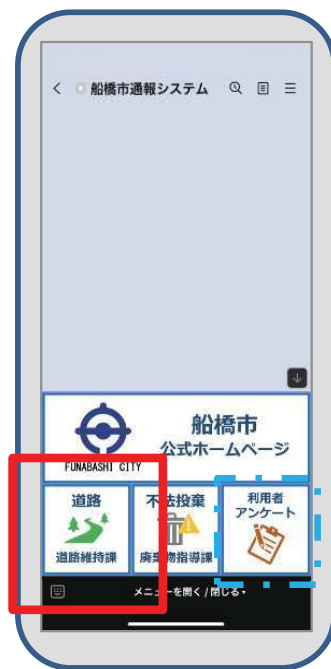 船橋市通報システム
船橋市
公式ホームページ
FUNABASHI CITY
道路
道路維持課
不法投棄
廃棄物指導課
利用者
アンケート
メニューを開く/閉じる▾